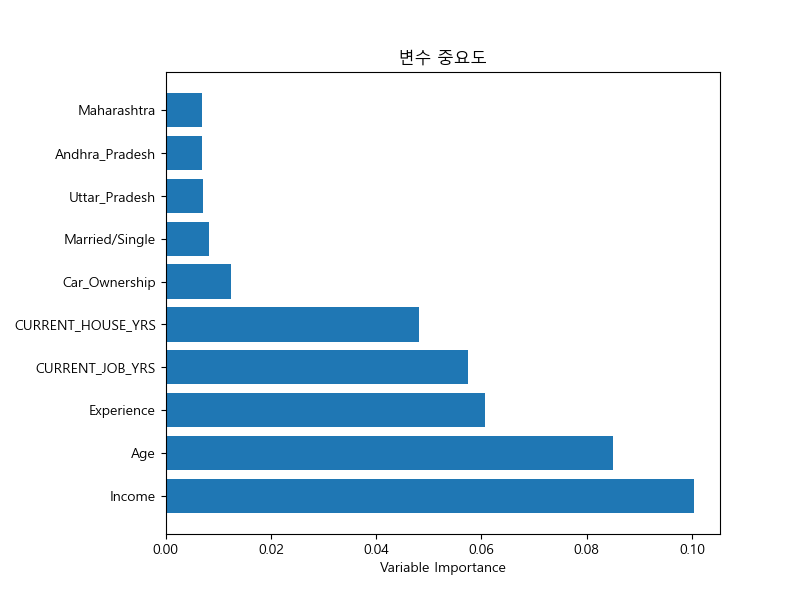 변수 중요도
Maharashtra
Andhra_Pradesh
Uttar_Pradesh
Married/Single
Car_Ownership
CURRENT_HOUSE_YRS
CURRENT_JOB_YRS
Experience
Age
Income
0.00 0.02 0.04 0.06 0.08 0.10
Variable Importance